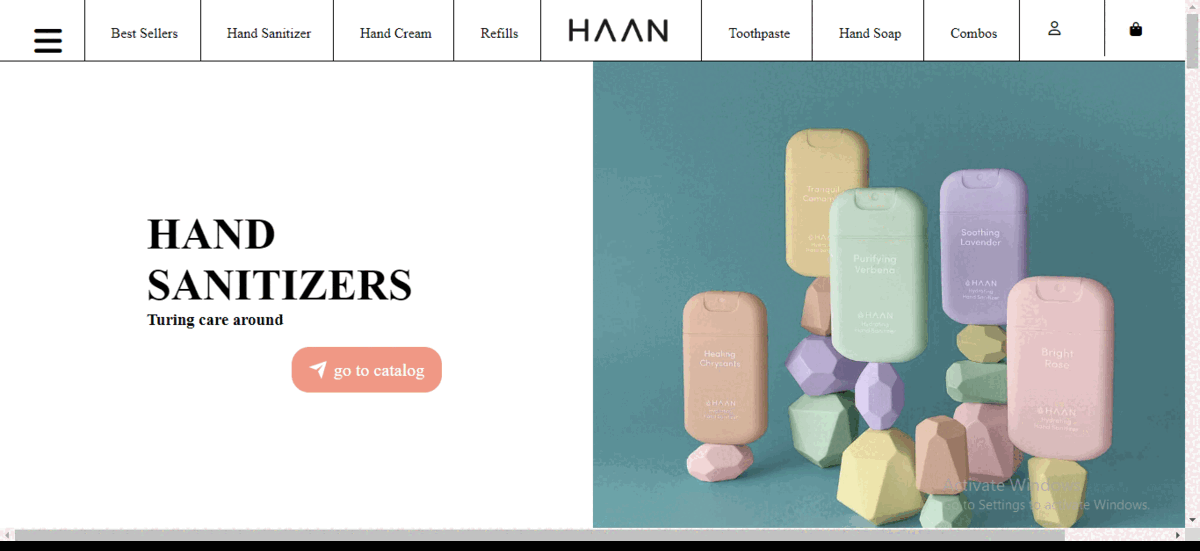 Best Sellers
Hand Sanitizer
Hand Cream
Refills
HAAN
Toothpaste
Hand Soap
Combos
HAND
SANITIZERS
Turing care around
go to catalog
Tranquil
HAAN
Purifying
Verbena
HAAN
Soothing
Lavender
HAAN
Healing
Chrysants
HAAN
Bright
Rose
HAAN
Activate Windows
Go to Settings to activate Windows.